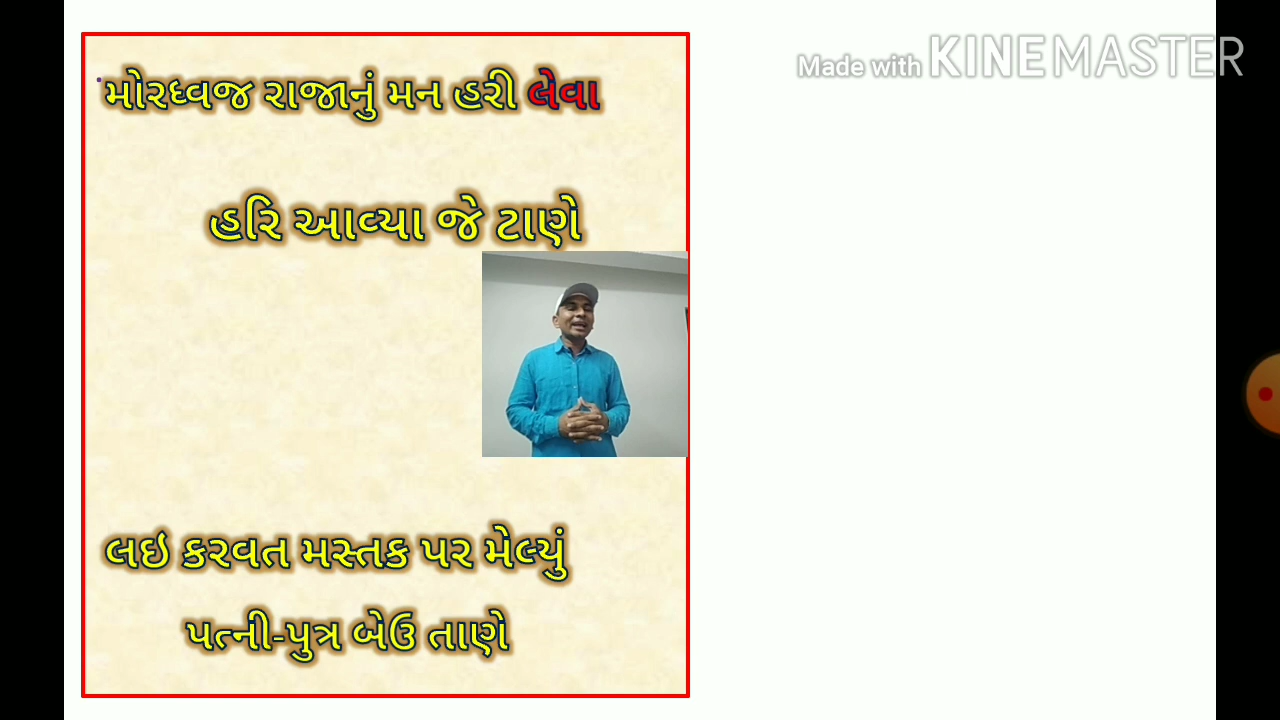 Made with KINEMASTER
મોરધ્વજ રાજાનું મન હરી લેવા
હરિ આવ્યા જે ટાણે
લઇ કરવત મસ્તક પર મેલ્યું
પત્ની-પુત્ર બેઉ તાણે